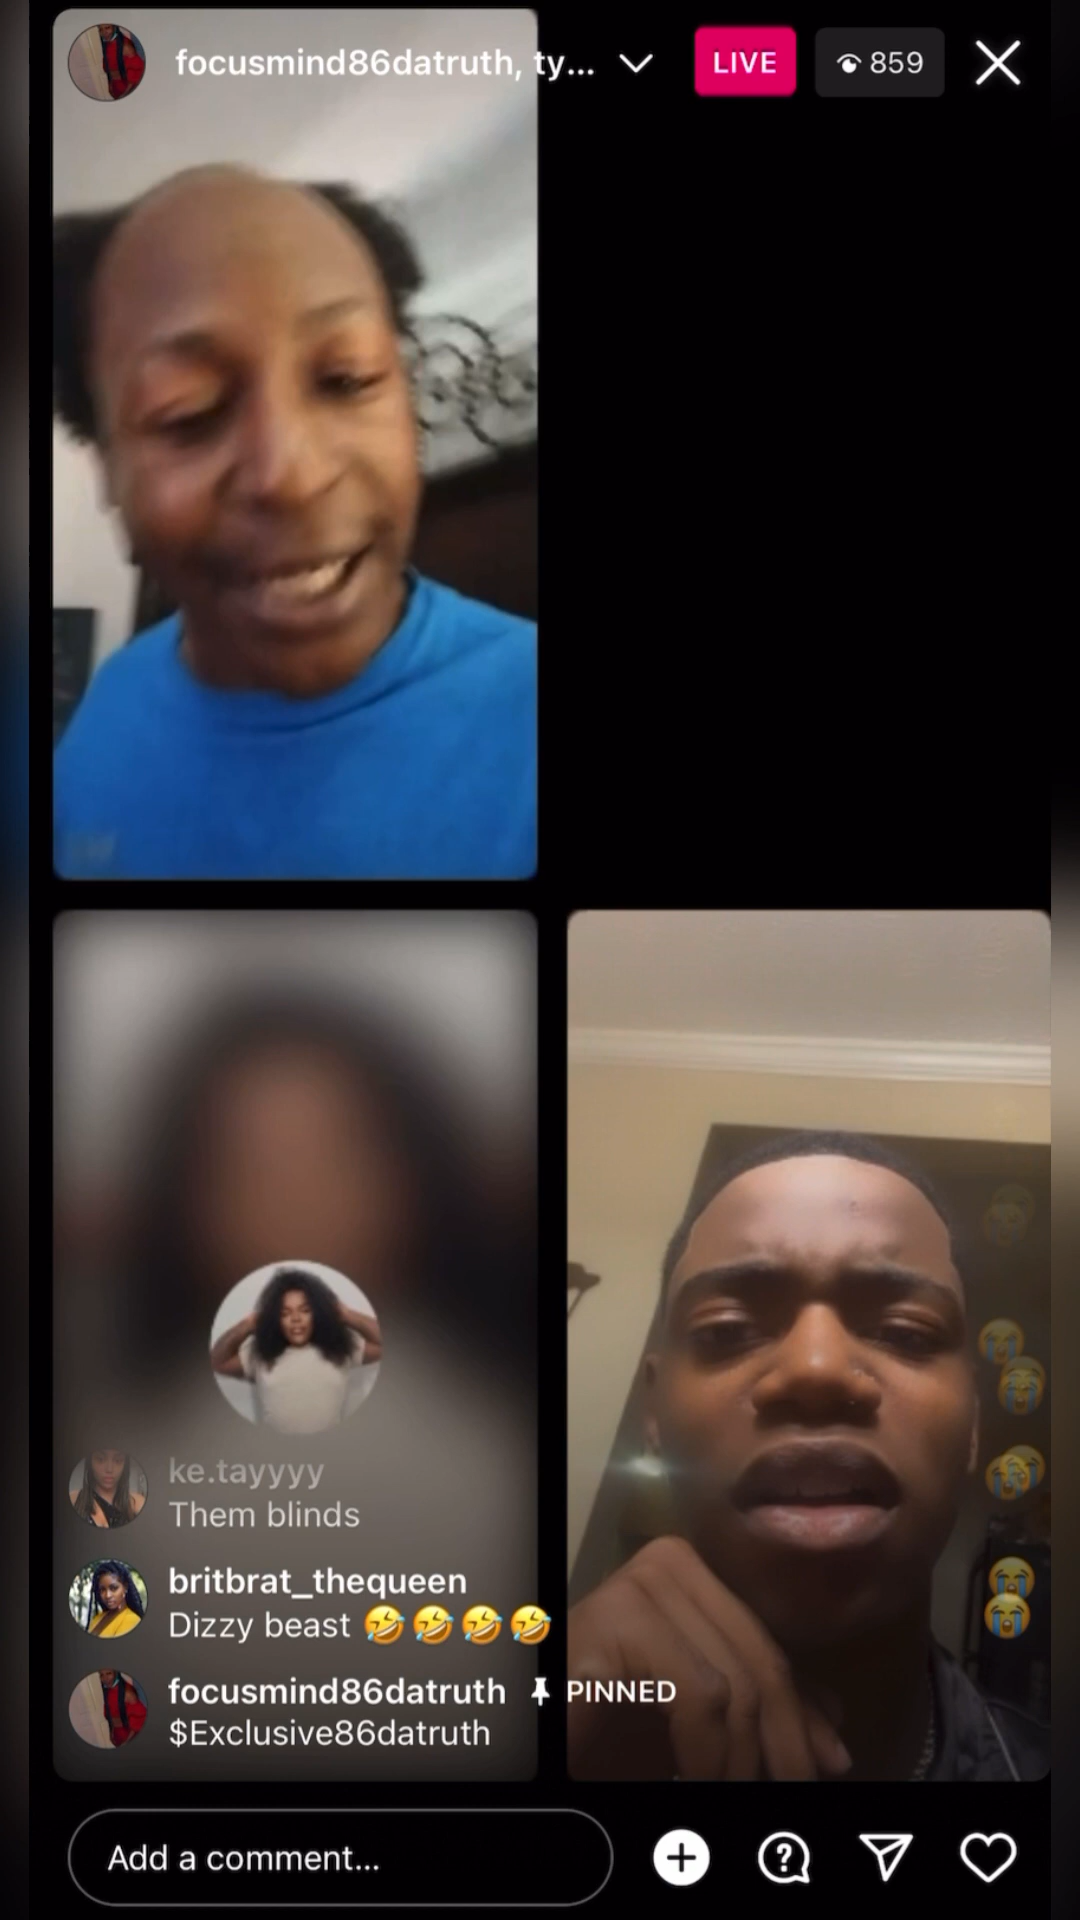 focusmind86datruth, ty...
LIVE
859
ke.tayyyy
Them blinds
britbrat_thequeen
Dizzy beast 🤣🤣🤣🤣
focusmind86datruth PINNED
$Exclusive86datruth
Add a comment...